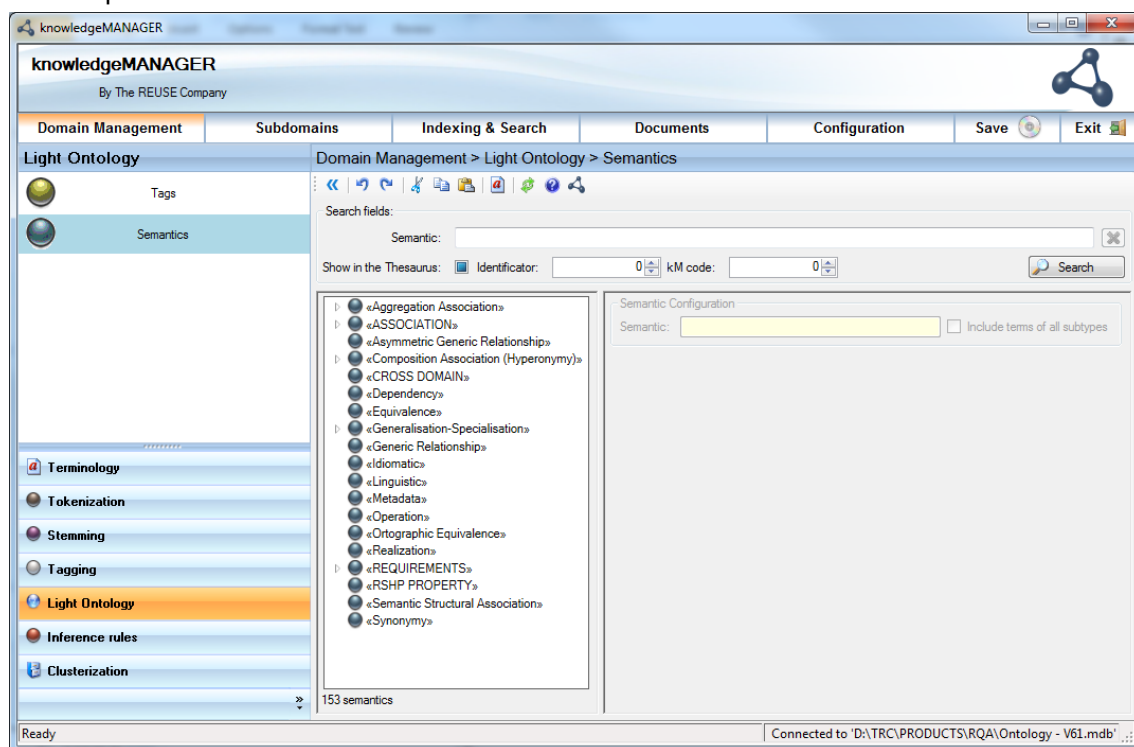 knowledgeMANAGER
knowledgeMANAGER
By The REUSE Company
Domain Management Subdomains Indexing & Search Documents Configuration Save Exit
Light Ontology
Domain Management > Light Ontology > Semantics
Tags
Semantics
Search fields:
Semantic:
Show in the Thesaurus: Identificator: 0 kM code: 0 Search
«Aggregation Association»
«ASSOCIATION»
«Asymmetric Generic Relationship»
«Composition Association (Hyperonymy)»
«CROSS DOMAIN»
«Dependency»
«Equivalence»
«Generalisation-Specialisation»
«Generic Relationship»
«Idiomatic»
«Linguistic»
«Metadata»
«Operation»
«Ortographic Equivalence»
«Realization»
«REQUIREMENTS»
«RSHP PROPERTY»
«Semantic Structural Association»
«Synonymy»
153 semantics
Semantic Configuration
Semantic: Include terms of all subtypes
a Terminology
Tokenization
Stemming
Tagging
Light Ontology
Inference rules
Clusterization
Ready
Connected to 'D:\TRC\PRODUCTS\RQA\Ontology - V61.mdb'